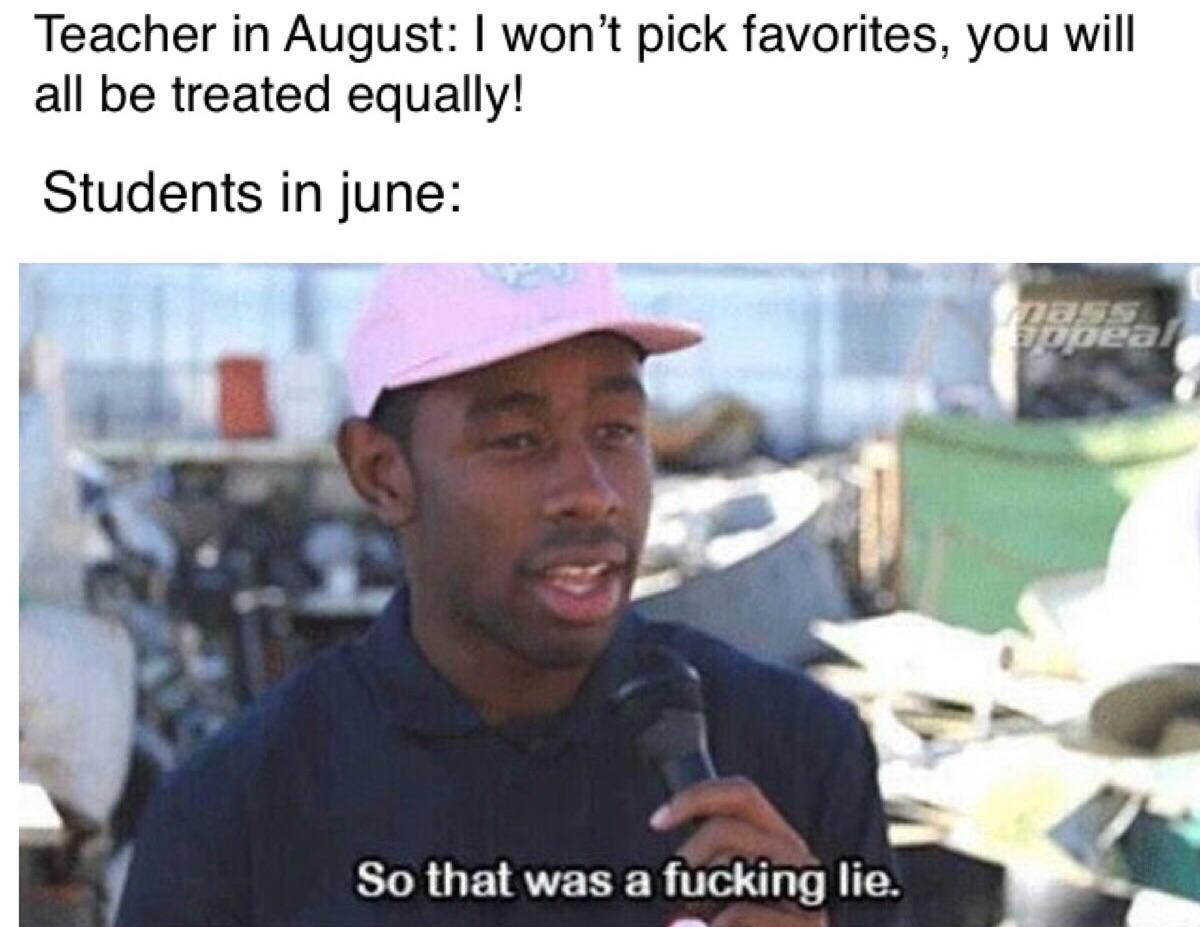 Teacher in August: I won’t pick favorites, you will
all be treated equally!
Students in june:
mass
appeal
So that was a fucking lie.